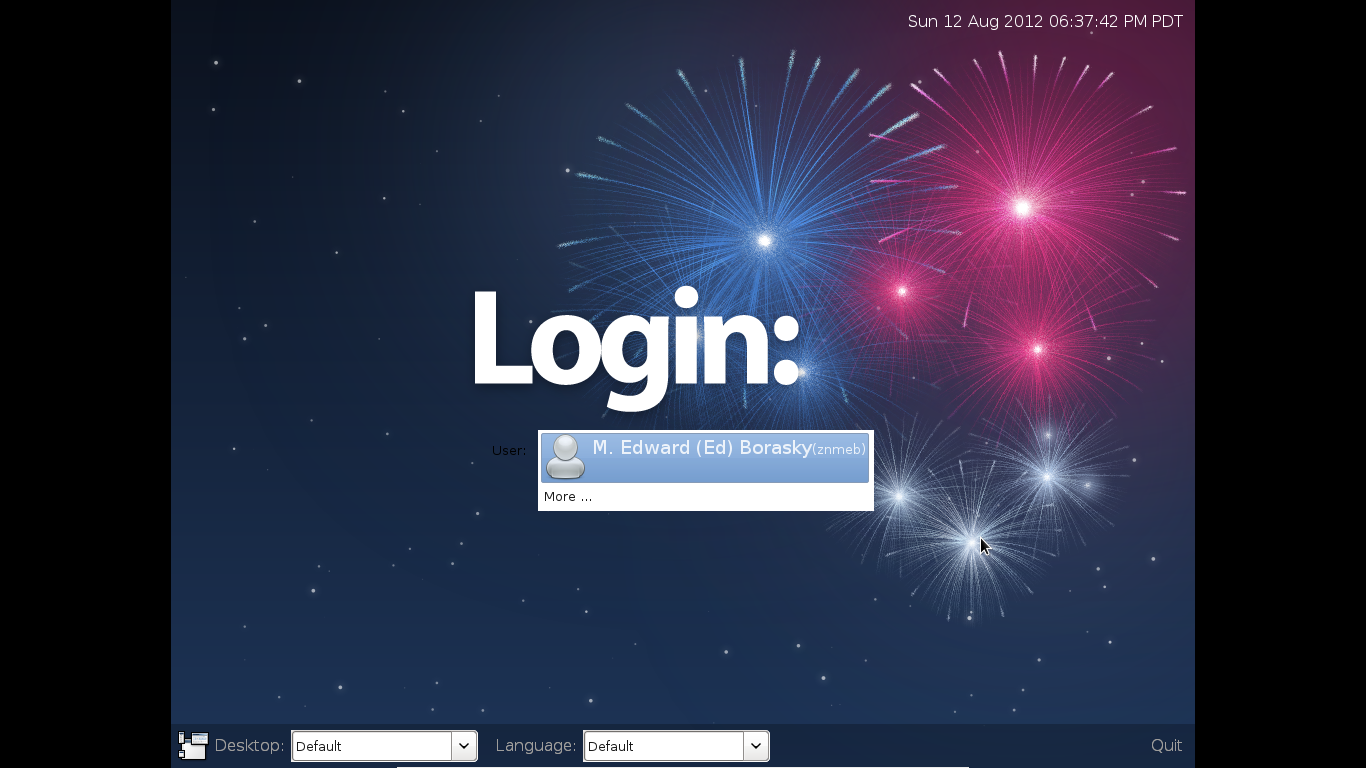 Sun 12 Aug 2012 06:37:42 PM PDT
Login:
User:
M. Edward (Ed) Borasky(znmeb)
More ...
Desktop: Default Language: Default Quit